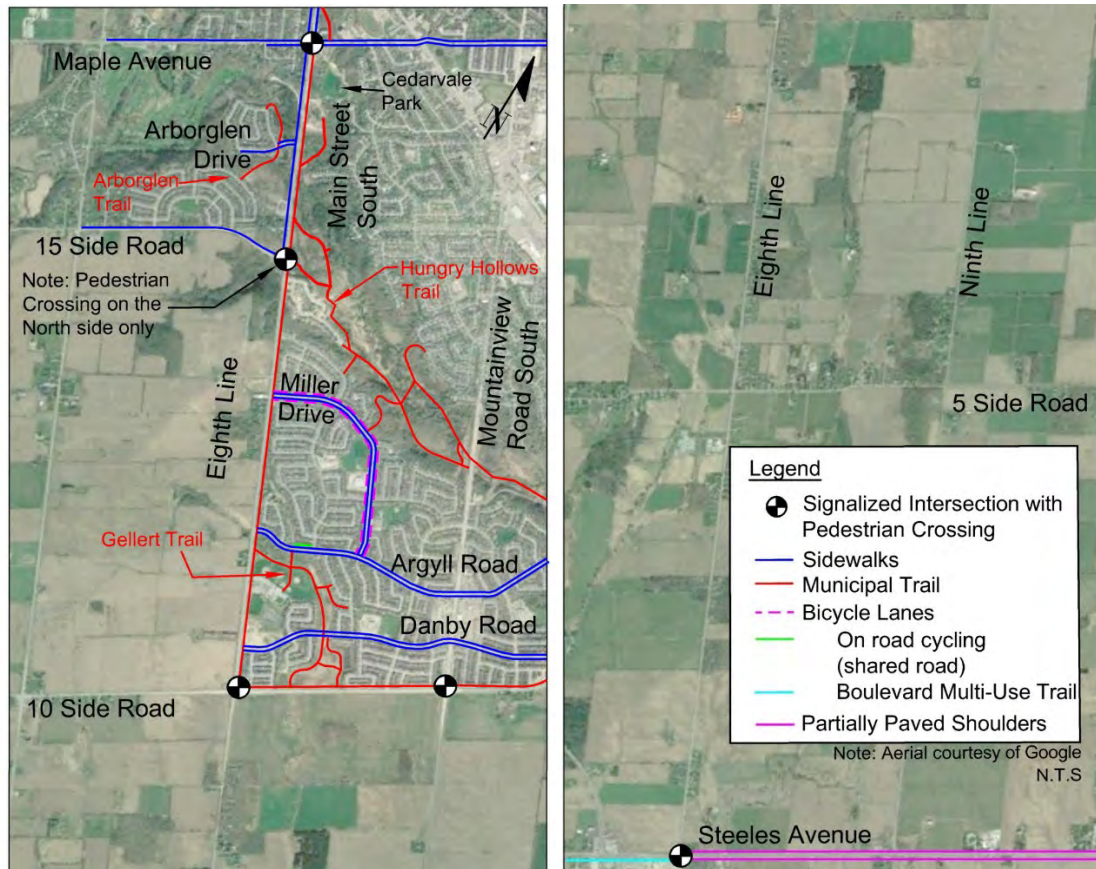 Maple Avenue
Cedarvale
Park
N
Arborglen
Drive
Main Street
South
Arborglen
Trail
15 Side Road
Note: Pedestrian
Crossing on the
North side only
Hungry Hollows
Trail
Mountainview
Road South
Miller
Drive
Eighth Line
Gellert Trail
Argyll Road
Danby Road
10 Side Road
Eighth Line
Ninth Line
5 Side Road
Legend
Signalized Intersection with
Pedestrian Crossing
Sidewalks
Municipal Trail
Bicycle Lanes
On road cycling
(shared road)
Boulevard Multi-Use Trail
Partially Paved Shoulders
Note: Aerial courtesy of Google
N.T.S
Steeles Avenue